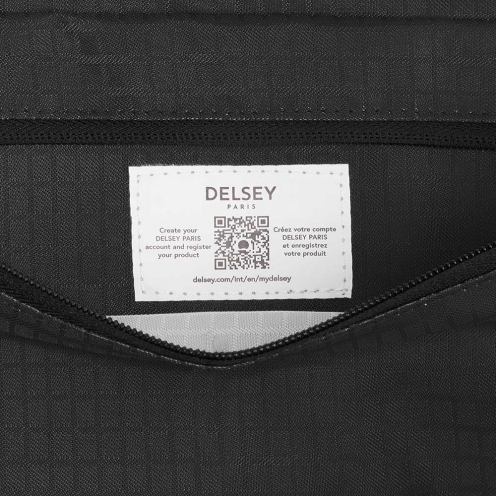 DELSEY
PARIS
Create your
DELSEY PARIS
account and register
your product
Créez votre compte
DELSEY PARIS
et enregistrez
votre produit
delsey.com/int/en/mydelsey